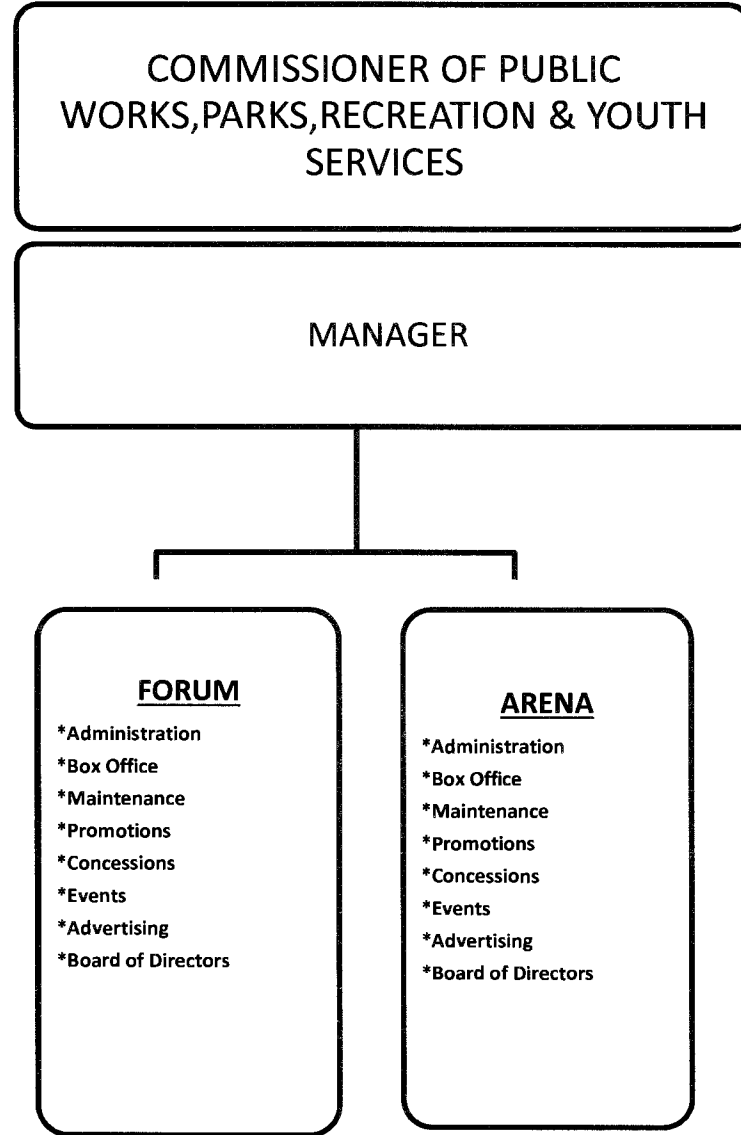 COMMISSIONER OF PUBLIC
WORKS,PARKS,RECREATION & YOUTH
SERVICES
MANAGER
FORUM
*Administration
*Box Office
*Maintenance
*Promotions
*Concessions
*Events
*Advertising
*Board of Directors
ARENA
*Administration
*Box Office
*Maintenance
*Promotions
*Concessions
*Events
*Advertising
*Board of Directors